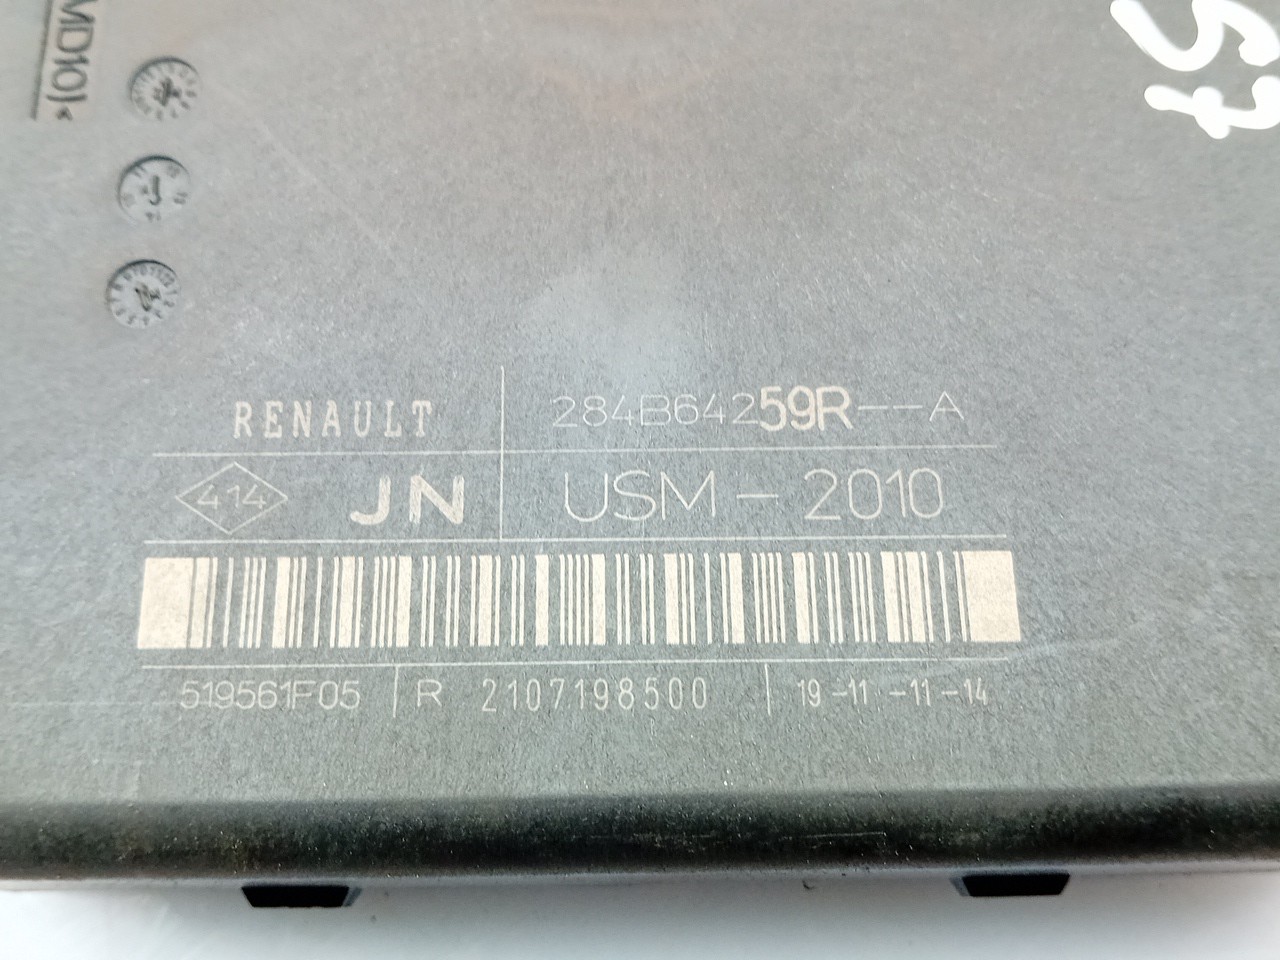 MD10)<
RENAULT
284B64259R--A
414
JN
USM - 2010
519561F05
R
2107198500
19-11 -11-14